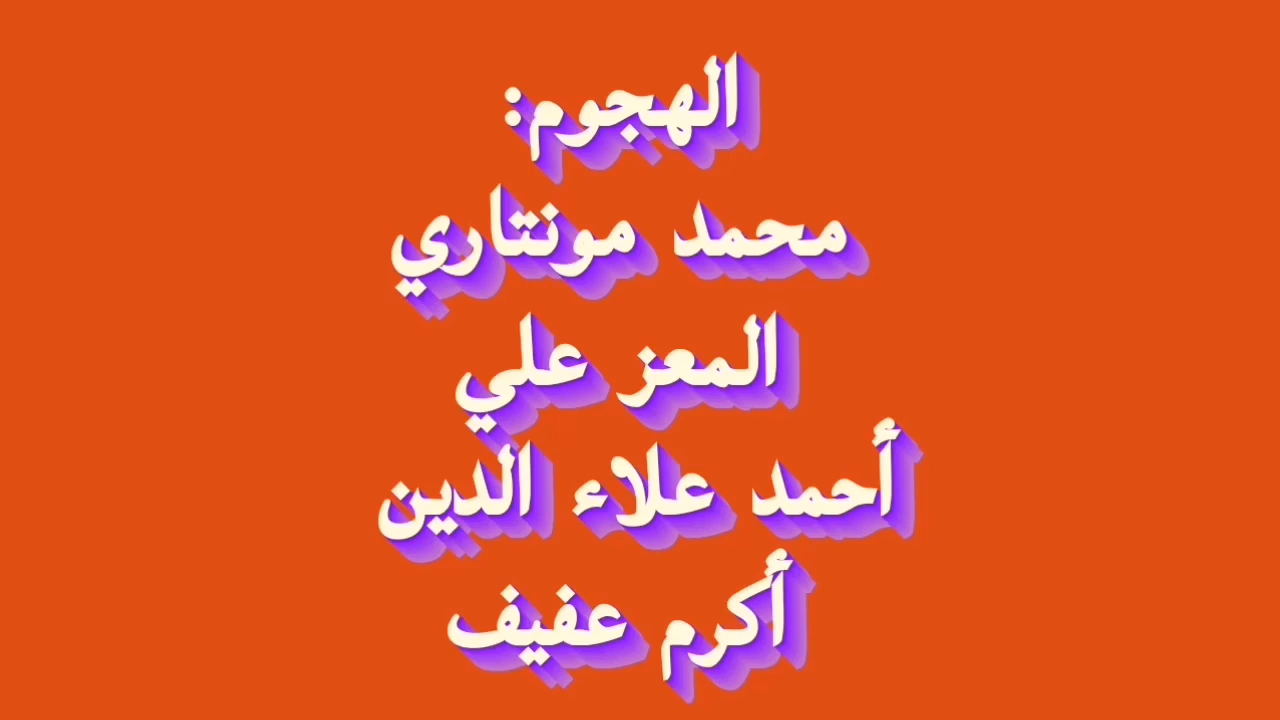 الهجوم:
محمد مونتاري
المعز علي
أحمد علاء الدين
أكرم عفيف